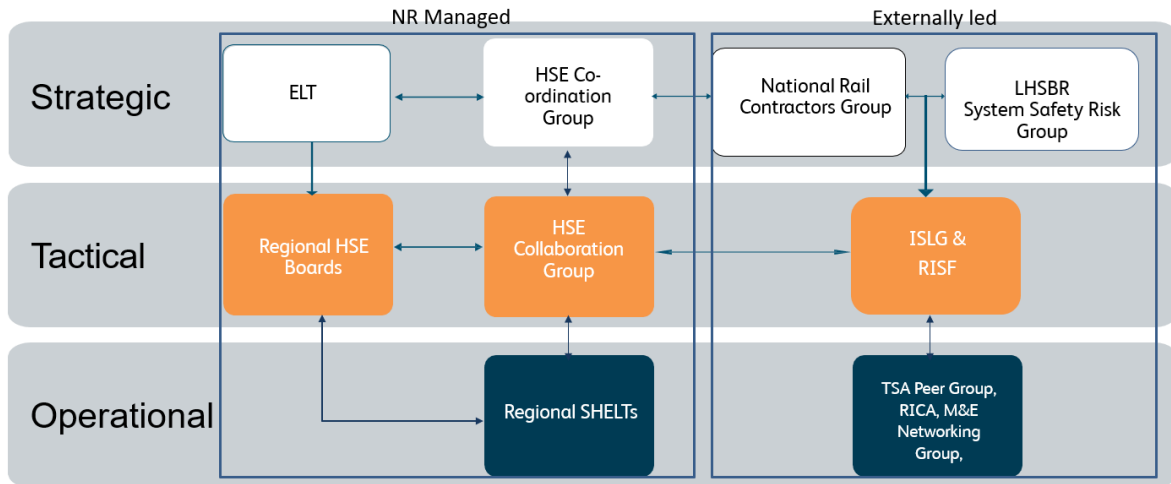 NR Managed
Externally led
Strategic
ELT
HSE Co-
ordination
Group
National Rail
Contractors Group
LHSBR
System Safety Risk
Group
Tactical
Regional HSE
Boards
HSE
Collaboration
Group
ISLG &
RISF
Operational
Regional SHELTs
TSA Peer Group,
RICA, M&E
Networking
Group,